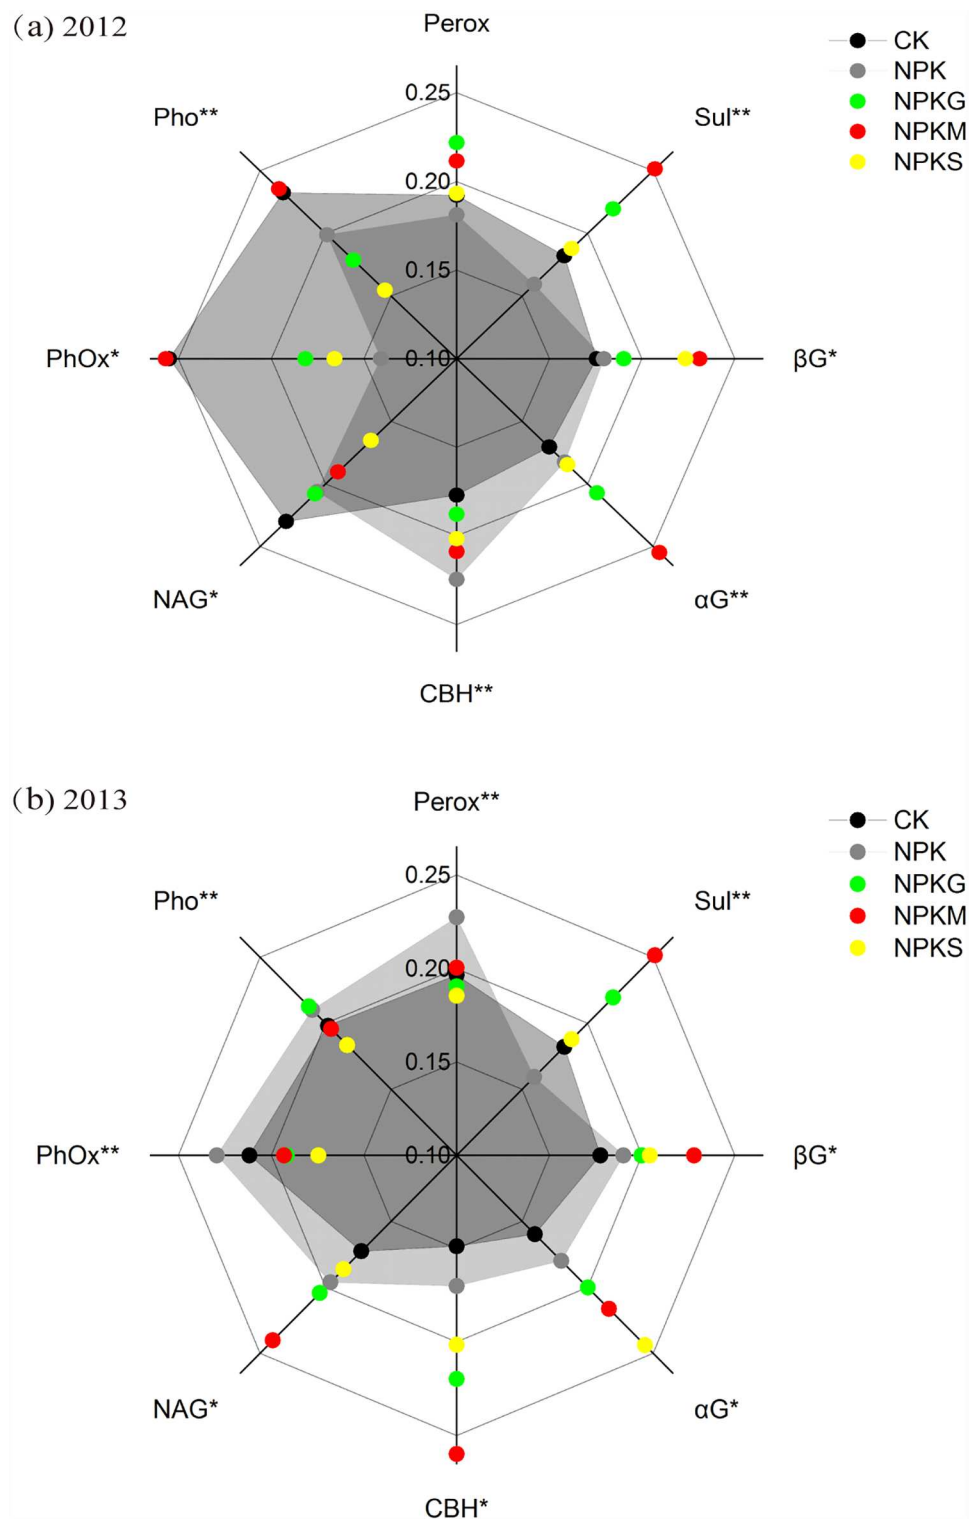 (a) 2012
Perox
CK
NPK
NPKG
NPKM
NPKS
0.25
Pho**
Sul**
0.20
0.15
PhOx*
0.10
βG*
NAG*
αG**
CBH**
(b) 2013
Perox**
CK
NPK
NPKG
NPKM
NPKS
0.25
Pho**
Sul**
0.20
0.15
PhOx**
0.10
βG*
NAG*
αG*
CBH*